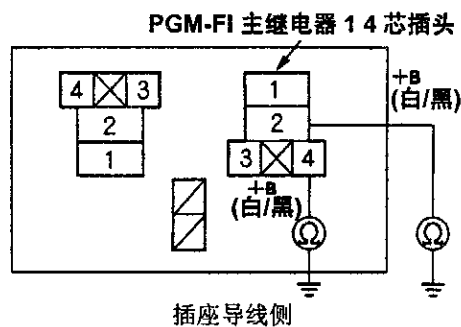 PGM-FI 主继电器 1 4 芯插头
4 3
2
1
1
2
3 4
+B
(白/黑)
+B
(白/黑)
Ω
Ω
插座导线侧